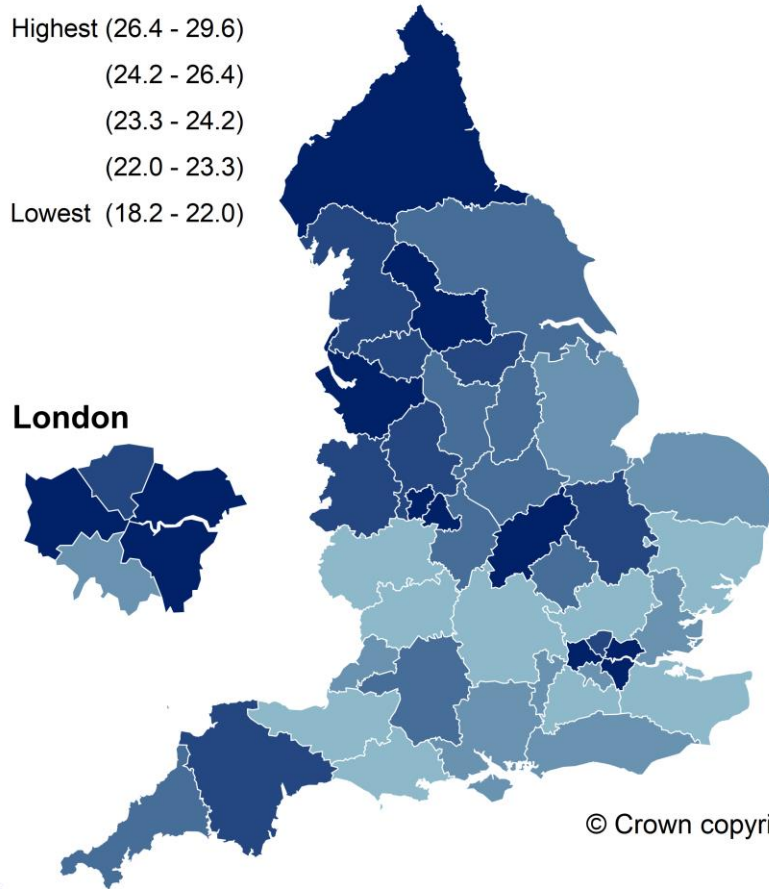 Highest (26.4 - 29.6)
(24.2 - 26.4)
(23.3 - 24.2)
(22.0 - 23.3)
Lowest (18.2 - 22.0)
London
© Crown copyri